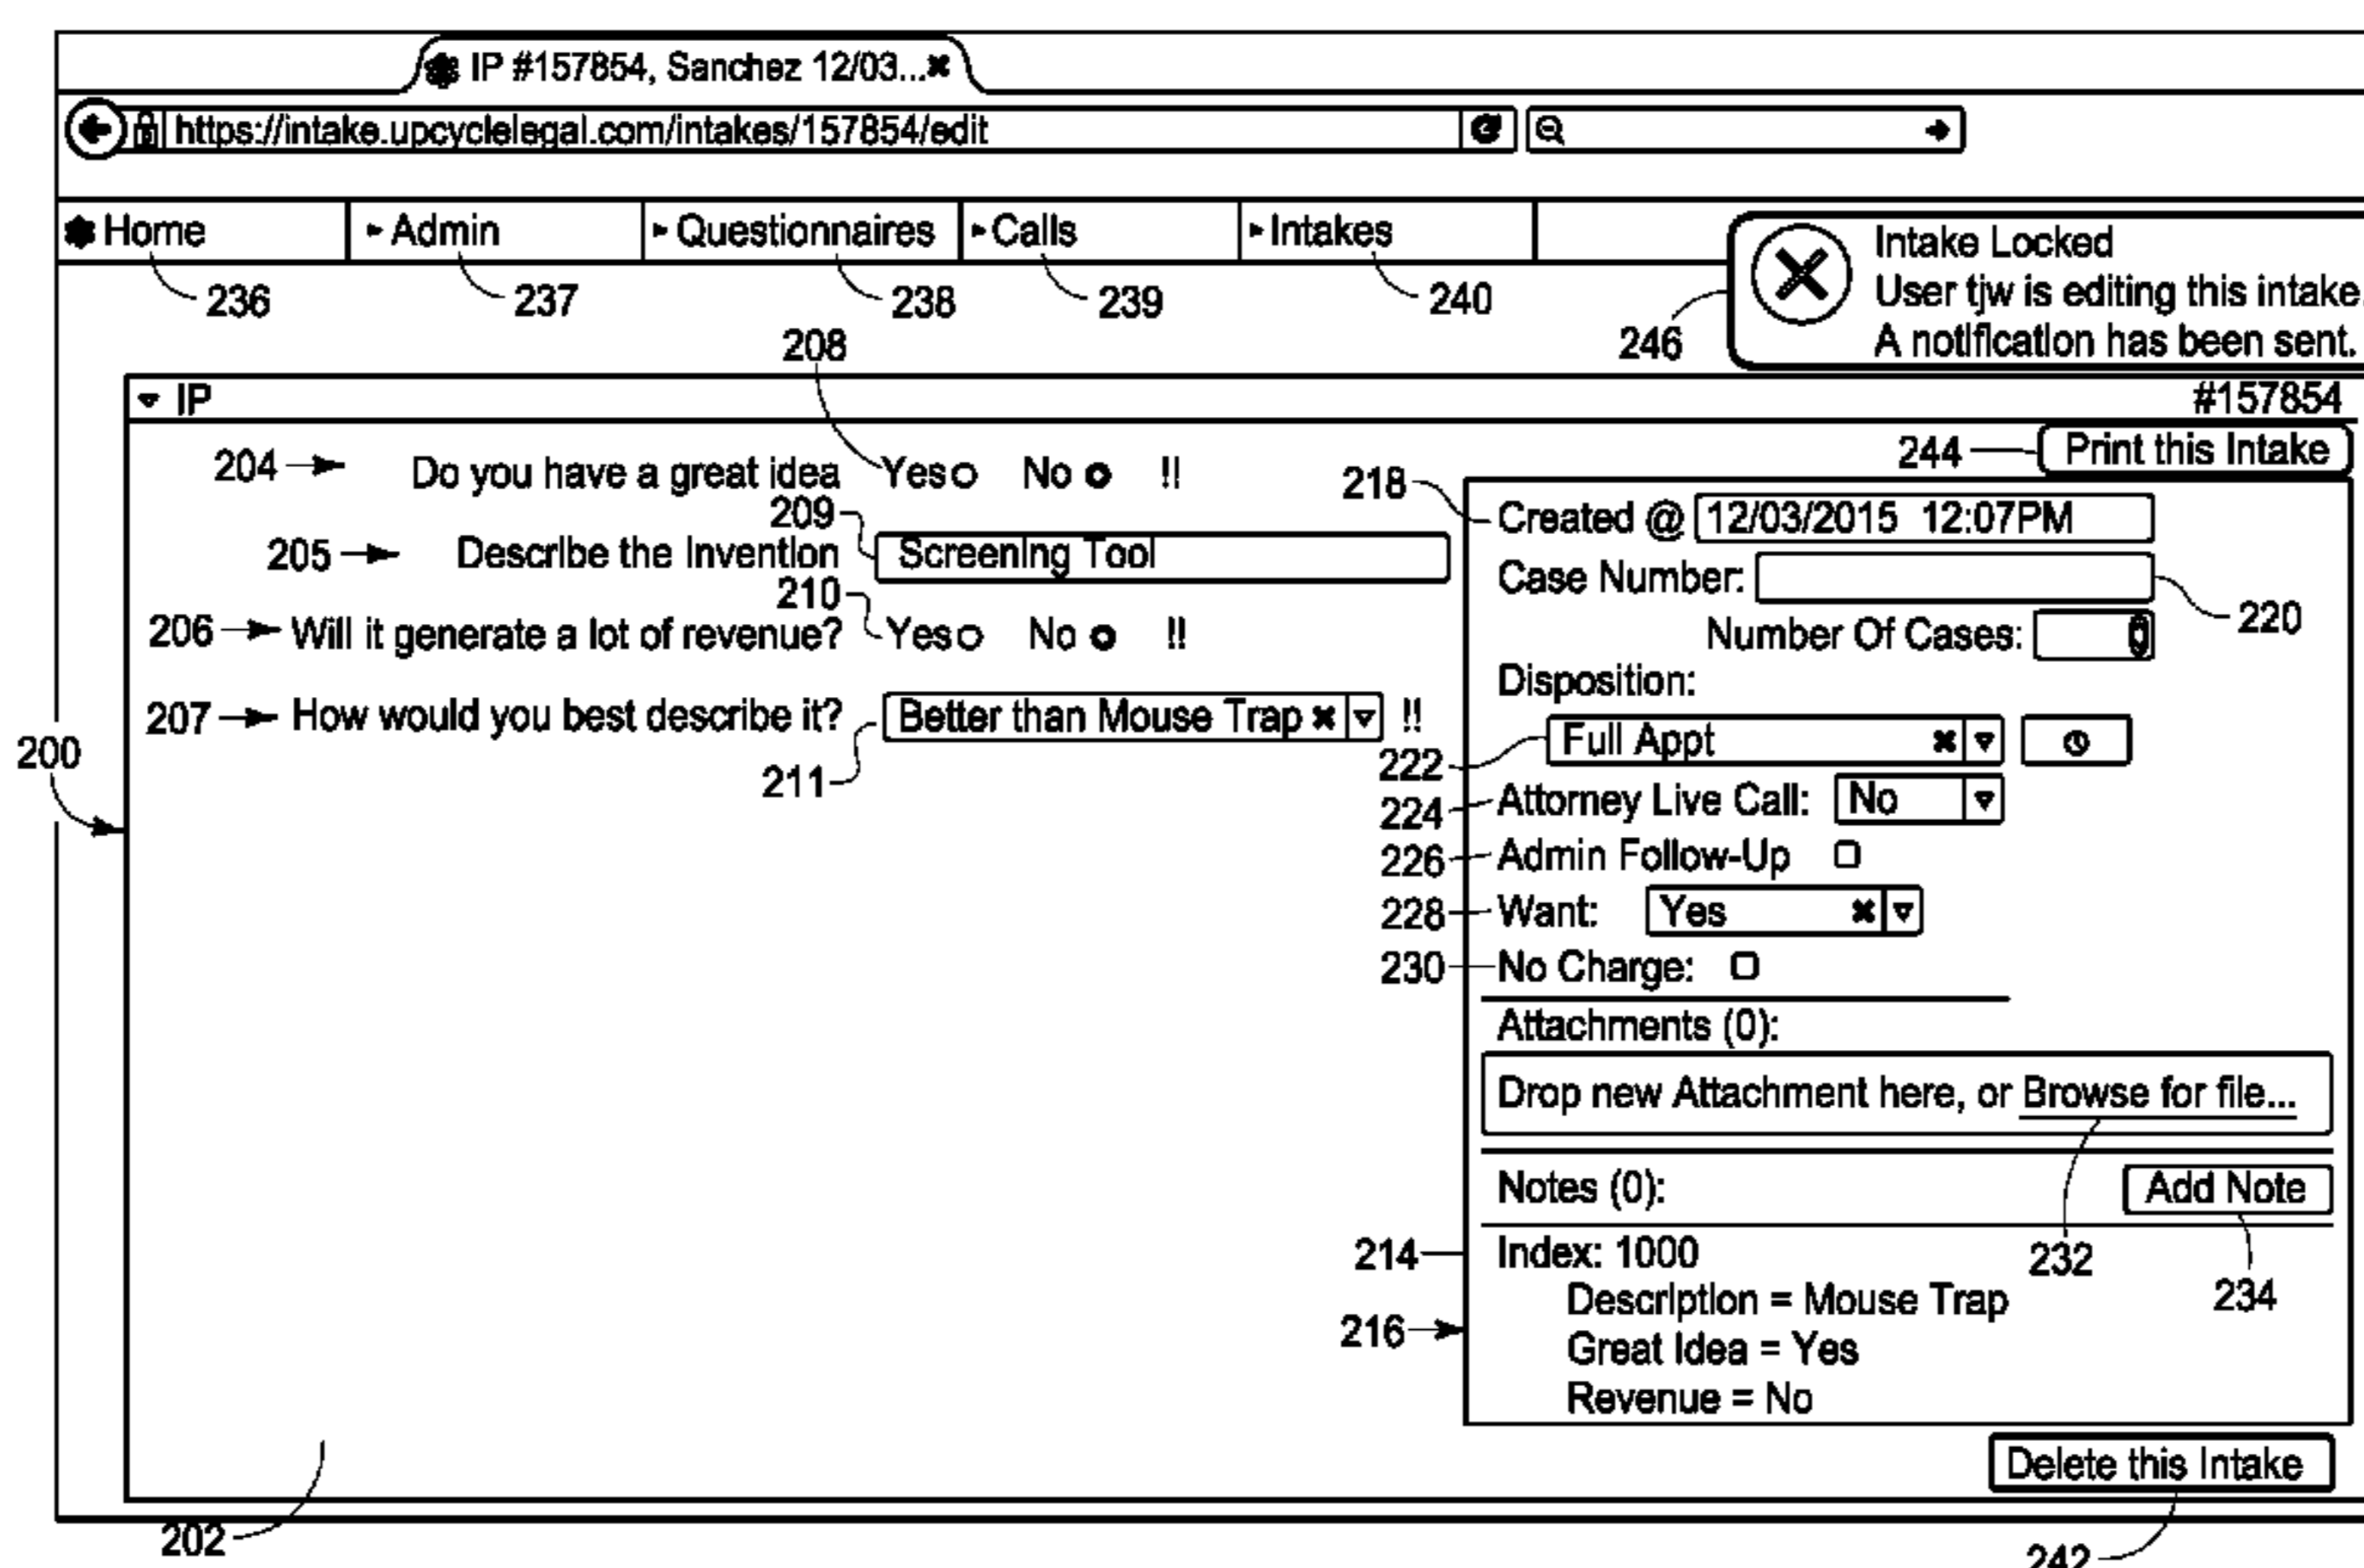 IP #157854, Sanchez 12/03...
https://intake.upcyclelegal.com/intakes/157854/edit
Home Admin Questionnaires Calls Intakes
236 237 238 239 240
Intake Locked
User tjw is editing this intake.
A notification has been sent.
246
208
IP #157854
244 Print this Intake
204 Do you have a great idea Yes No !!
209
205 Describe the Invention Screening Tool
210
206 Will it generate a lot of revenue? Yes No !!
207 How would you best describe it? Better than Mouse Trap !!
211
200
202
218 Created @ 12/03/2015 12:07PM
Case Number:
220
Number Of Cases:
Disposition:
222 Full Appt
224 Attorney Live Call: No
226 Admin Follow-Up
228 Want: Yes
230 No Charge:
Attachments (0):
Drop new Attachment here, or Browse for file...
232
Notes (0): Add Note
234
214 Index: 1000
Description = Mouse Trap
216
Great Idea = Yes
Revenue = No
Delete this Intake
242